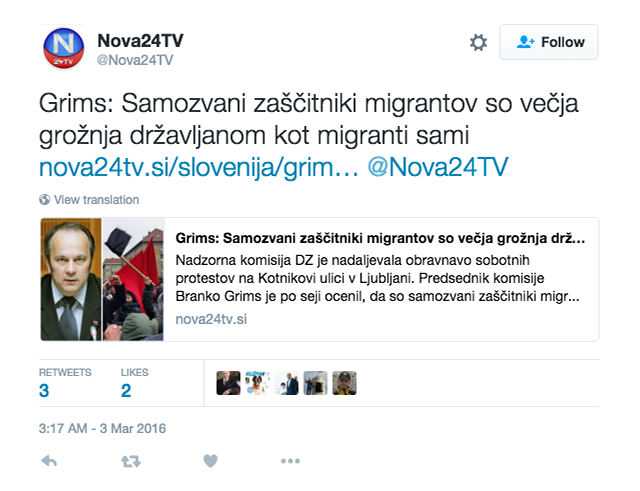 N
24TV
Nova24TV
@Nova24TV
Follow
Grims: Samozvani zaščitniki migrantov so večja
grožnja državljanom kot migranti sami
nova24tv.si/slovenija/grim… @Nova24TV
View translation
Grims: Samozvani zaščitniki migrantov so večja grožnja drž...
Nadzorna komisija DZ je nadaljevala obravnavo sobotnih
protestov na Kotnikovi ulici v Ljubljani. Predsednik komisije
Branko Grims je po seji ocenil, da so samozvani zaščitniki migr...
nova24tv.si
RETWEETS LIKES
3 2
3:17 AM - 3 Mar 2016